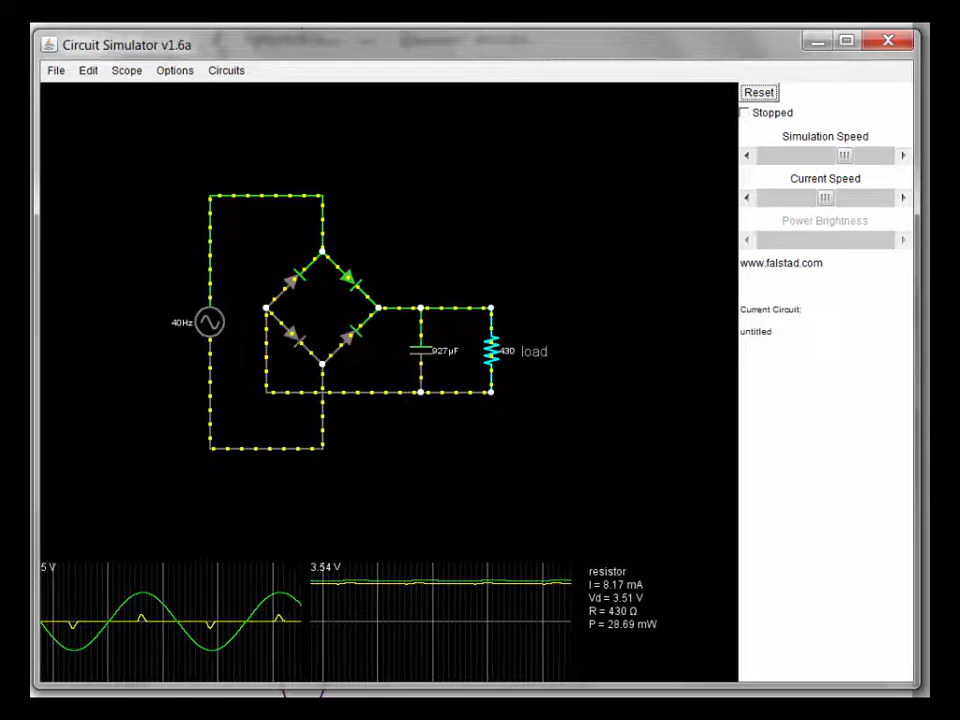 Circuit Simulator v1.6a
File Edit Scope Options Circuits
Reset
Stopped
Simulation Speed
Current Speed
Power Brightness
www.falstad.com
Current Circuit:
untitled
40Hz
927μF
430
load
5 V
3.54 V
resistor
I = 8.17 mA
Vd = 3.51 V
R = 430 Ω
P = 28.69 mW